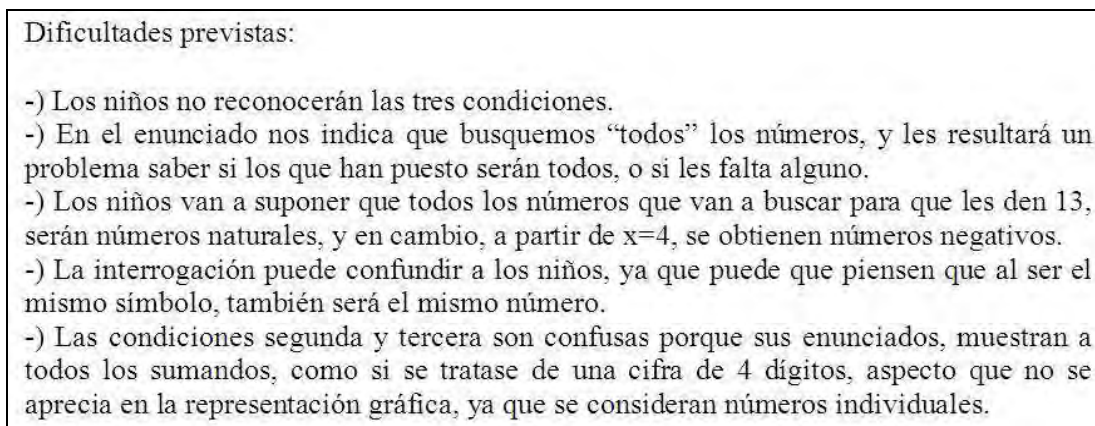 Dificultades previstas:
-) Los niños no reconocerán las tres condiciones.
-) En el enunciado nos indica que busquemos “todos” los números, y les resultará un
problema saber si los que han puesto serán todos, o si les falta alguno.
-) Los niños van a suponer que todos los números que van a buscar para que les den 13,
serán números naturales, y en cambio, a partir de x=4, se obtienen números negativos.
-) La interrogación puede confundir a los niños, ya que puede que piensen que al ser el
mismo símbolo, también será el mismo número.
-) Las condiciones segunda y tercera son confusas porque sus enunciados, muestran a
todos los sumandos, como si se tratase de una cifra de 4 dígitos, aspecto que no se
aprecia en la representación gráfica, ya que se consideran números individuales.